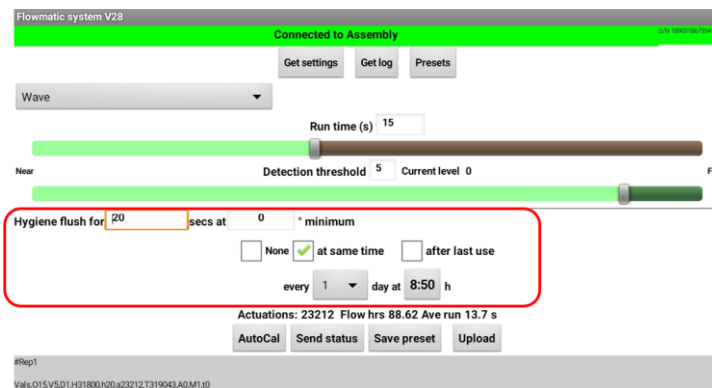 Flowmatic system V28
Connected to Assembly
S/N 18903186795
Get settings Get log Presets
Wave
Run time (s) 15
Near Detection threshold 5 Current level 0 F
Hygiene flush for 20 secs at 0 ° minimum
None at same time after last use
every 1 day at 8:50 h
Actuations: 23212 Flow hrs 88.62 Ave run 13.7 s
AutoCal Send status Save preset Upload
#Rep1
Vals,O15,V5,D1,H31800,h20,a23212,T319043,A0,M1,t0